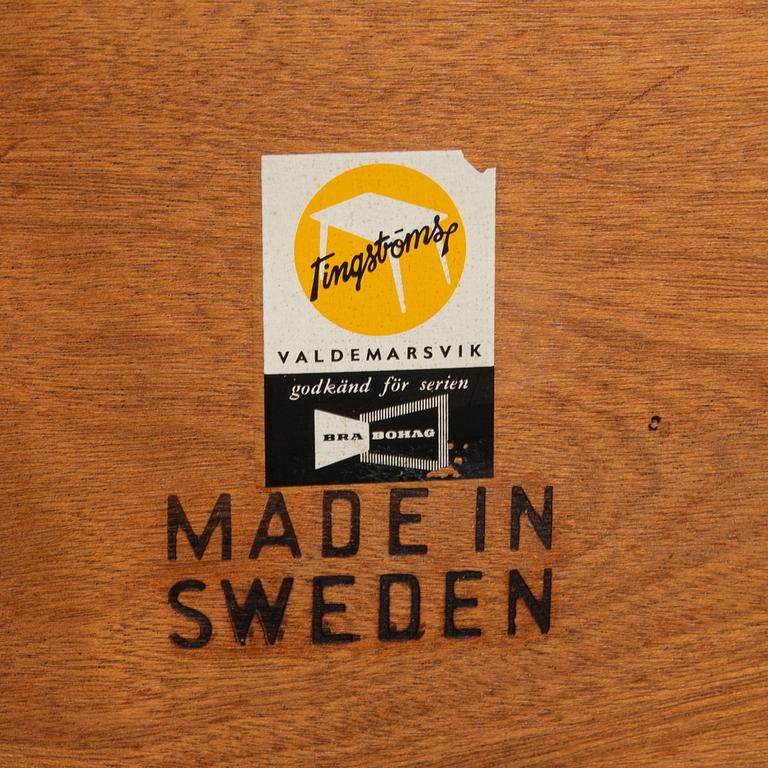 Tingströms
VALDEMARSVIK
godkänd för serien
BRA BOHAG
MADE IN
SWEDEN